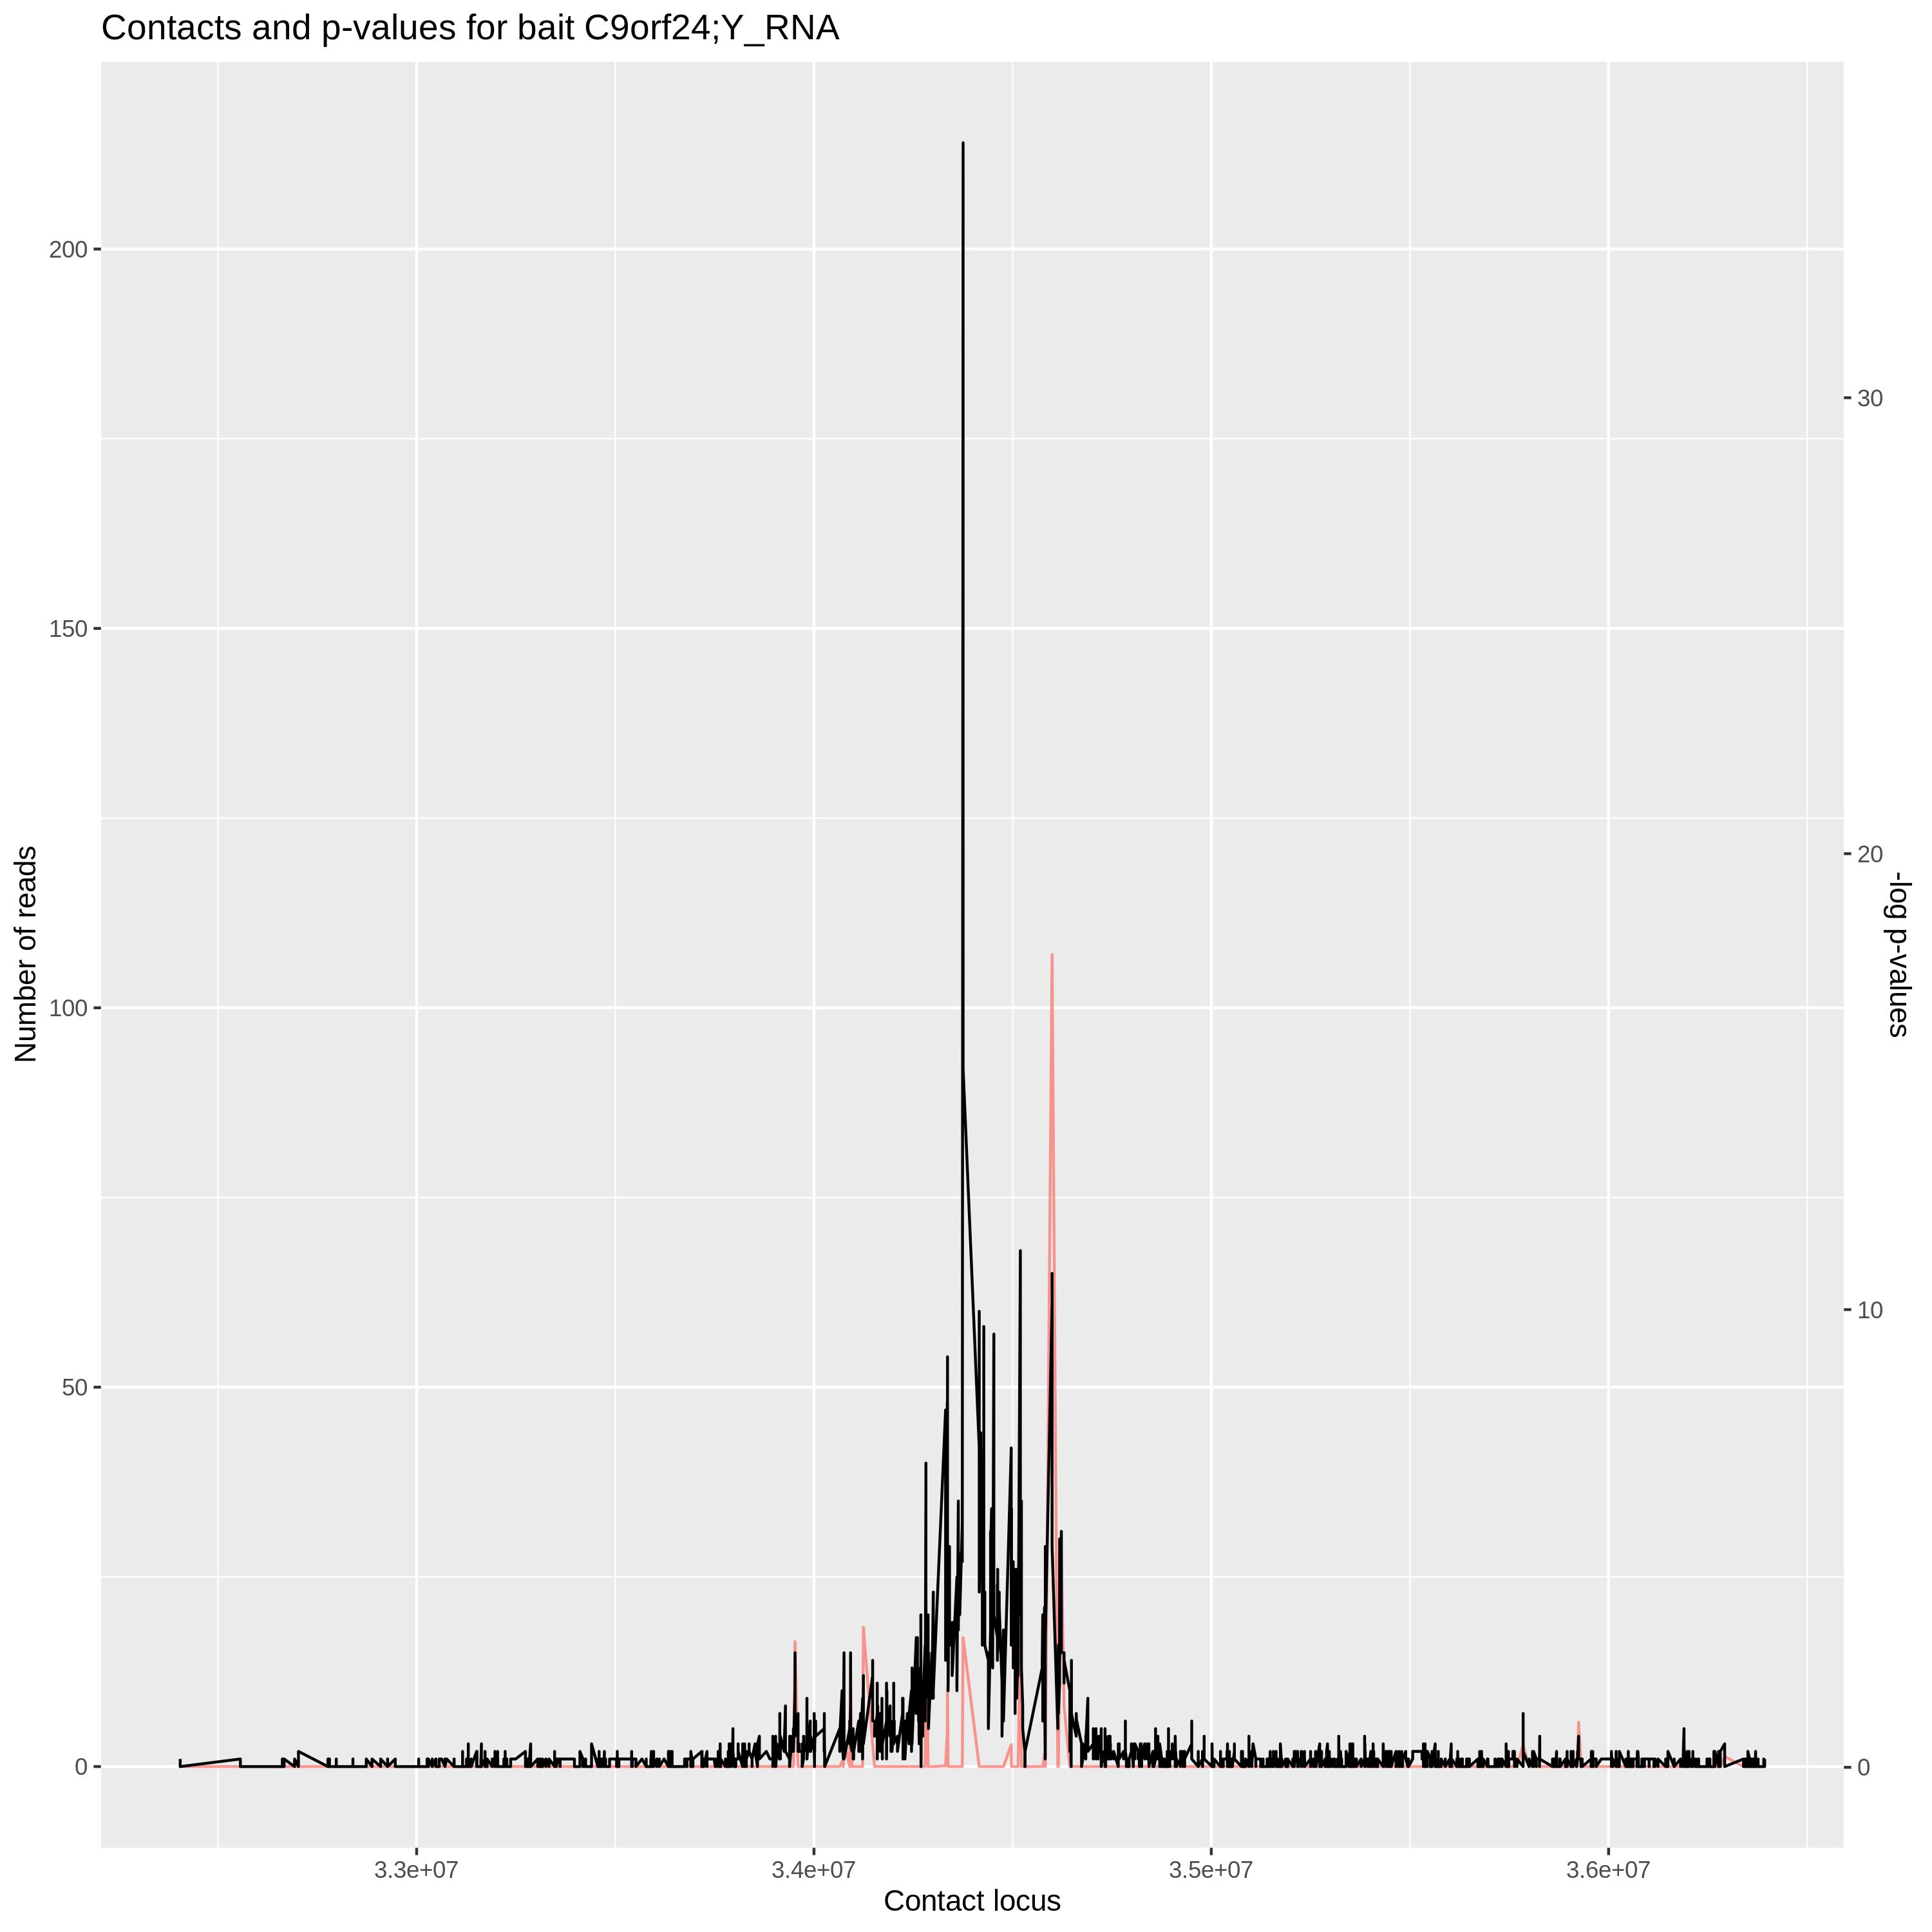 Contacts and p-values for bait C9orf24;Y_RNA
200
150
100
50
0
Number of reads
30
20
10
0
-log p-values
3.3e+07
3.4e+07
3.5e+07
3.6e+07
Contact locus